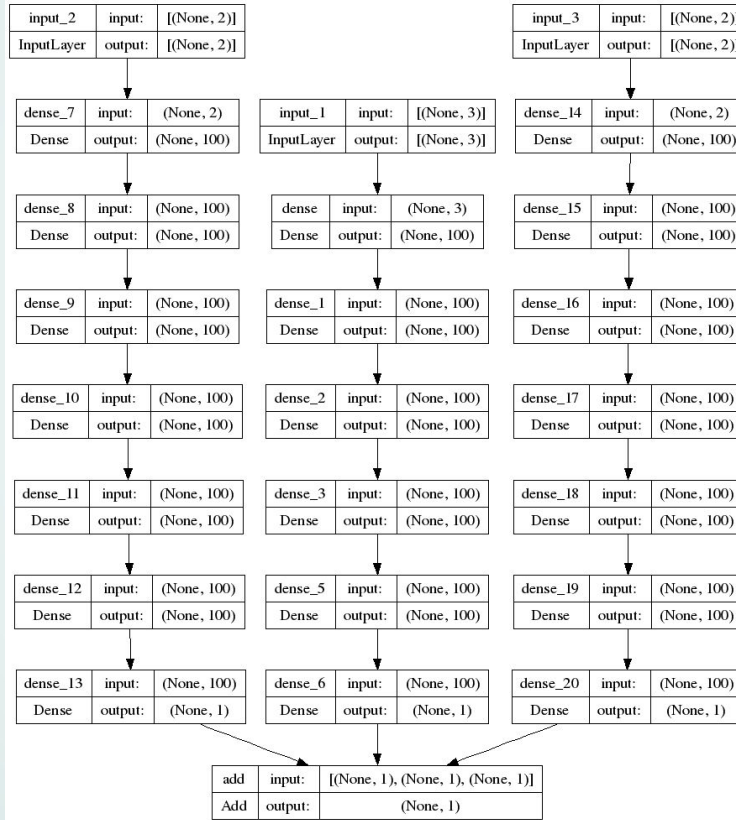 input_2 input: [(None, 2)]
InputLayer output: [(None, 2)]
input_3 input: [(None, 2)]
InputLayer output: [(None, 2)]
dense_7 input: (None, 2)
Dense output: (None, 100)
input_1 input: [(None, 3)]
InputLayer output: [(None, 3)]
dense_14 input: (None, 2)
Dense output: (None, 100)
dense_8 input: (None, 100)
Dense output: (None, 100)
dense input: (None, 3)
Dense output: (None, 100)
dense_15 input: (None, 100)
Dense output: (None, 100)
dense_9 input: (None, 100)
Dense output: (None, 100)
dense_1 input: (None, 100)
Dense output: (None, 100)
dense_16 input: (None, 100)
Dense output: (None, 100)
dense_10 input: (None, 100)
Dense output: (None, 100)
dense_2 input: (None, 100)
Dense output: (None, 100)
dense_17 input: (None, 100)
Dense output: (None, 100)
dense_11 input: (None, 100)
Dense output: (None, 100)
dense_3 input: (None, 100)
Dense output: (None, 100)
dense_18 input: (None, 100)
Dense output: (None, 100)
dense_12 input: (None, 100)
Dense output: (None, 100)
dense_5 input: (None, 100)
Dense output: (None, 100)
dense_19 input: (None, 100)
Dense output: (None, 100)
dense_13 input: (None, 100)
Dense output: (None, 1)
dense_6 input: (None, 100)
Dense output: (None, 1)
dense_20 input: (None, 100)
Dense output: (None, 1)
add input: [(None, 1), (None, 1), (None, 1)]
Add output: (None, 1)